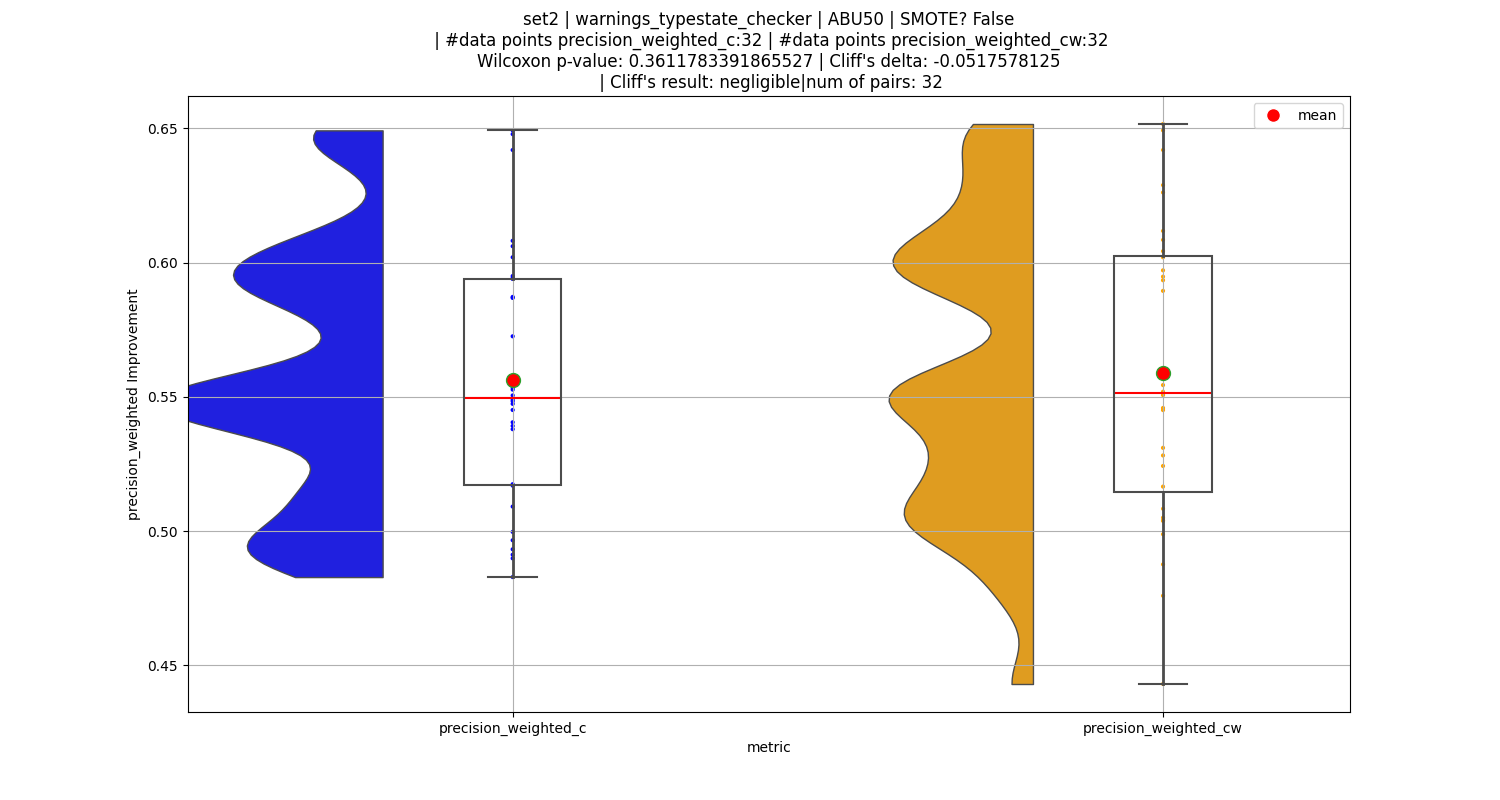 set2 | warnings_typestate_checker | ABU50 | SMOTE? False
| #data points precision_weighted_c:32 | #data points precision_weighted_cw:32
Wilcoxon p-value: 0.3611783391865527 | Cliff's delta: -0.0517578125
| Cliff's result: negligible|num of pairs: 32
mean
0.65
0.60
0.55
0.50
0.45
precision_weighted Improvement
precision_weighted_c
precision_weighted_cw
metric